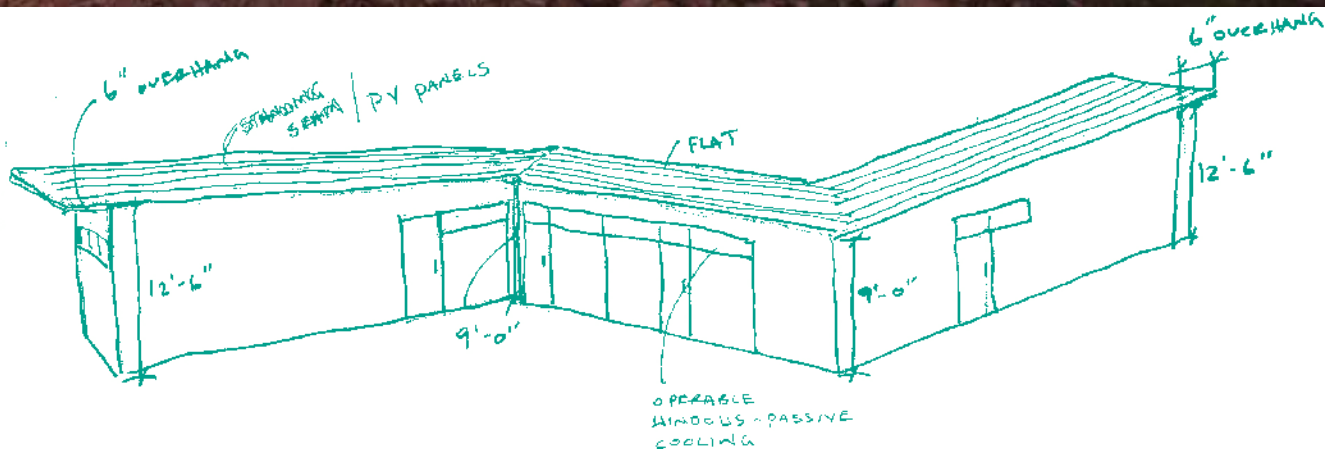 6" OVERHANG
STANDING
SEAM | PV PANELS
FLAT
6" OVERHANG
12'-6"
12'-6"
9'-0"
9'-0"
OPERABLE
WINDOWS - PASSIVE
COOLING